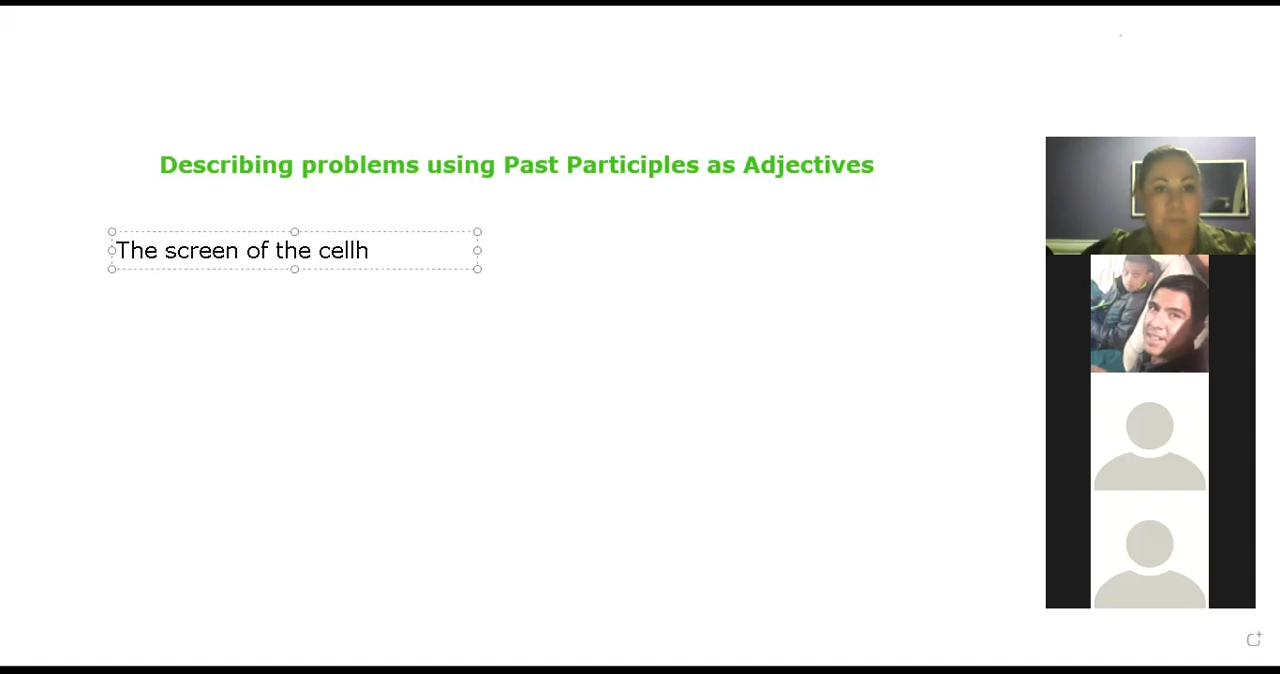 Describing problems using Past Participles as Adjectives
The screen of the cellh